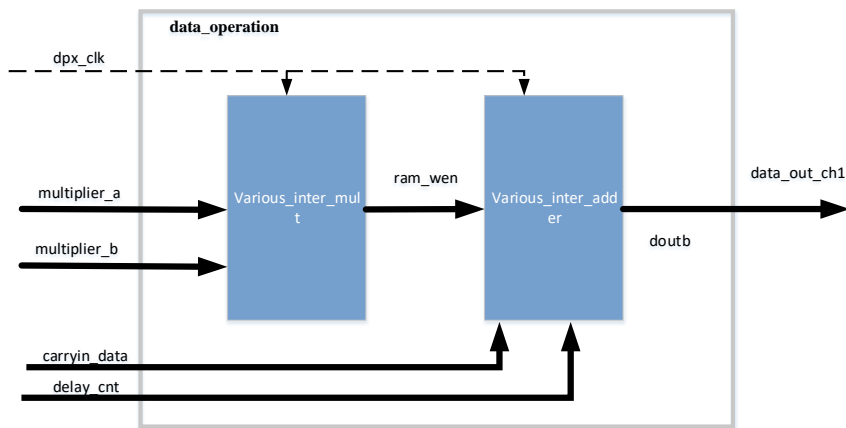 data_operation
dpx_clk
ram_wen
data_out_ch1
multiplier_a
Various_inter_mul
t
Various_inter_add
er
multiplier_b
doutb
carryin_data
delay_cnt